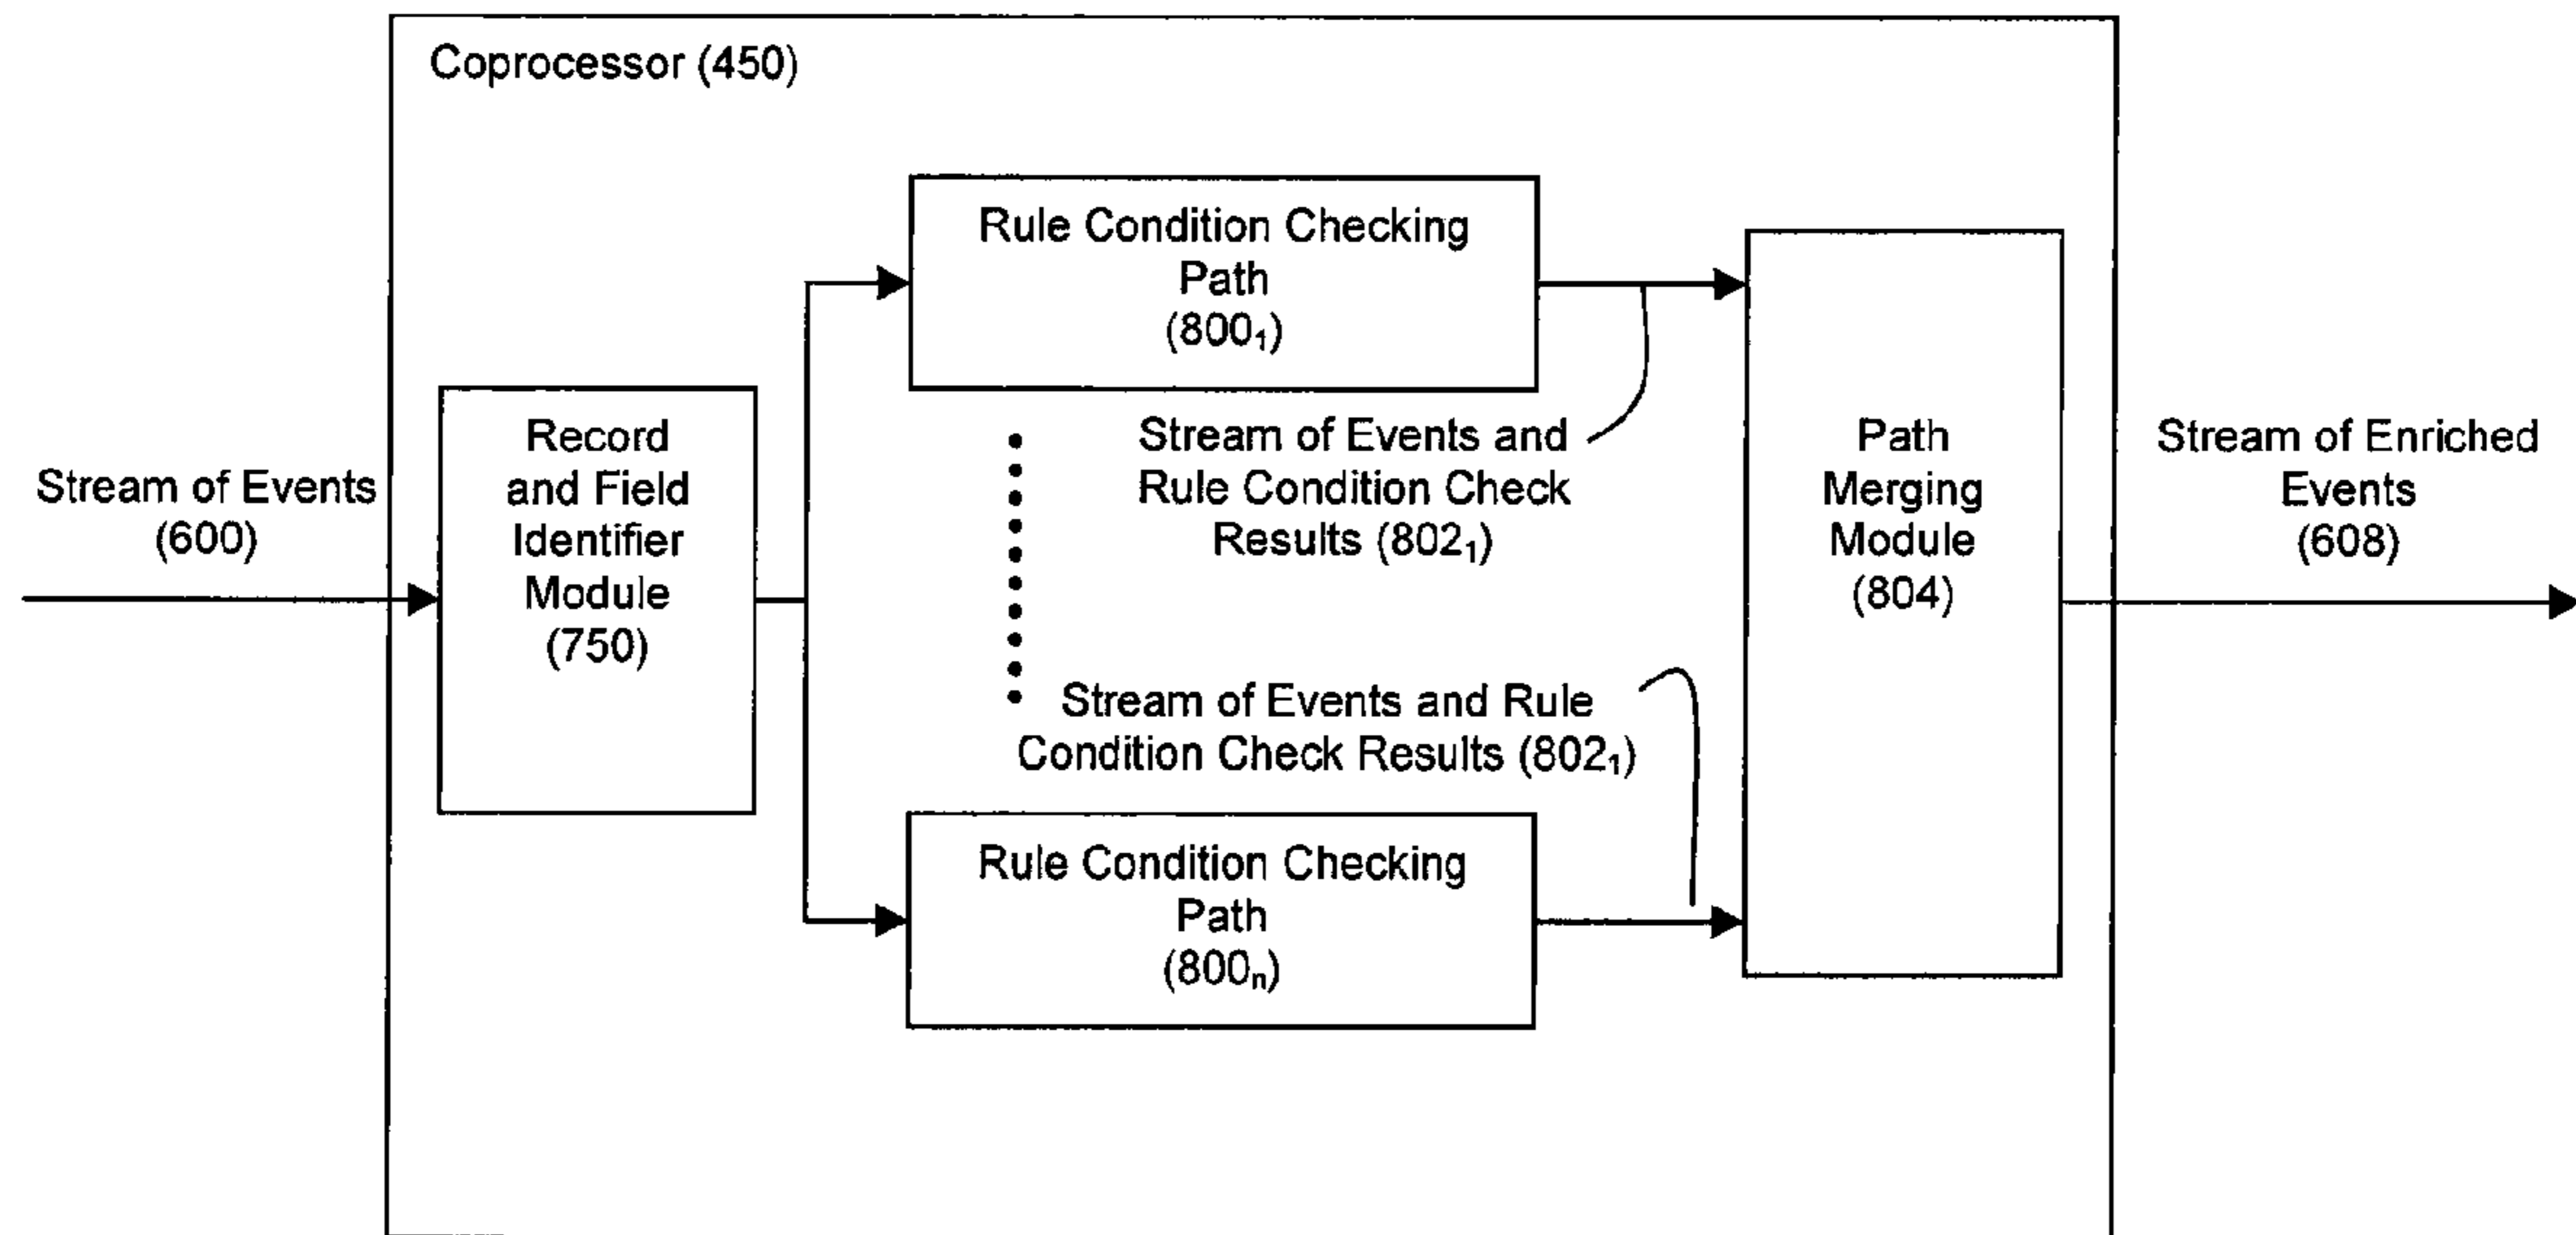 Coprocessor (450)
Stream of Events
(600)
Record
and Field
Identifier
Module
(750)
Rule Condition Checking
Path
(800₁)
Stream of Events and
Rule Condition Check
Results (802₁)
Stream of Events and Rule
Condition Check Results (802₁)
Rule Condition Checking
Path
(800ₙ)
Path
Merging
Module
(804)
Stream of Enriched
Events
(608)